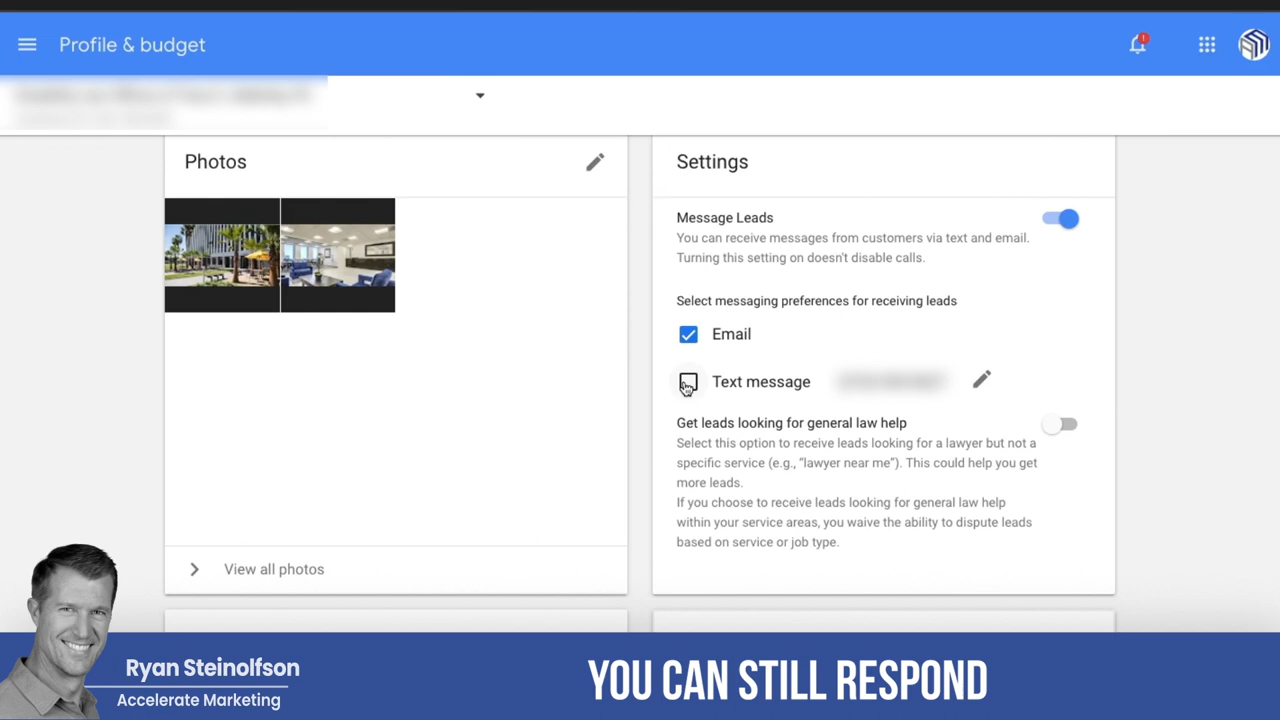 Profile & budget
Photos
Settings
Message Leads
You can receive messages from customers via text and email.
Turning this setting on doesn't disable calls.
Select messaging preferences for receiving leads
Email
Text message
Get leads looking for general law help
Select this option to receive leads looking for a lawyer but not a
specific service (e.g., “lawyer near me”). This could help you get
more leads.
If you choose to receive leads looking for general law help
within your service areas, you waive the ability to dispute leads
based on service or job type.
View all photos
Ryan Steinolfson
Accelerate Marketing
YOU CAN STILL RESPOND